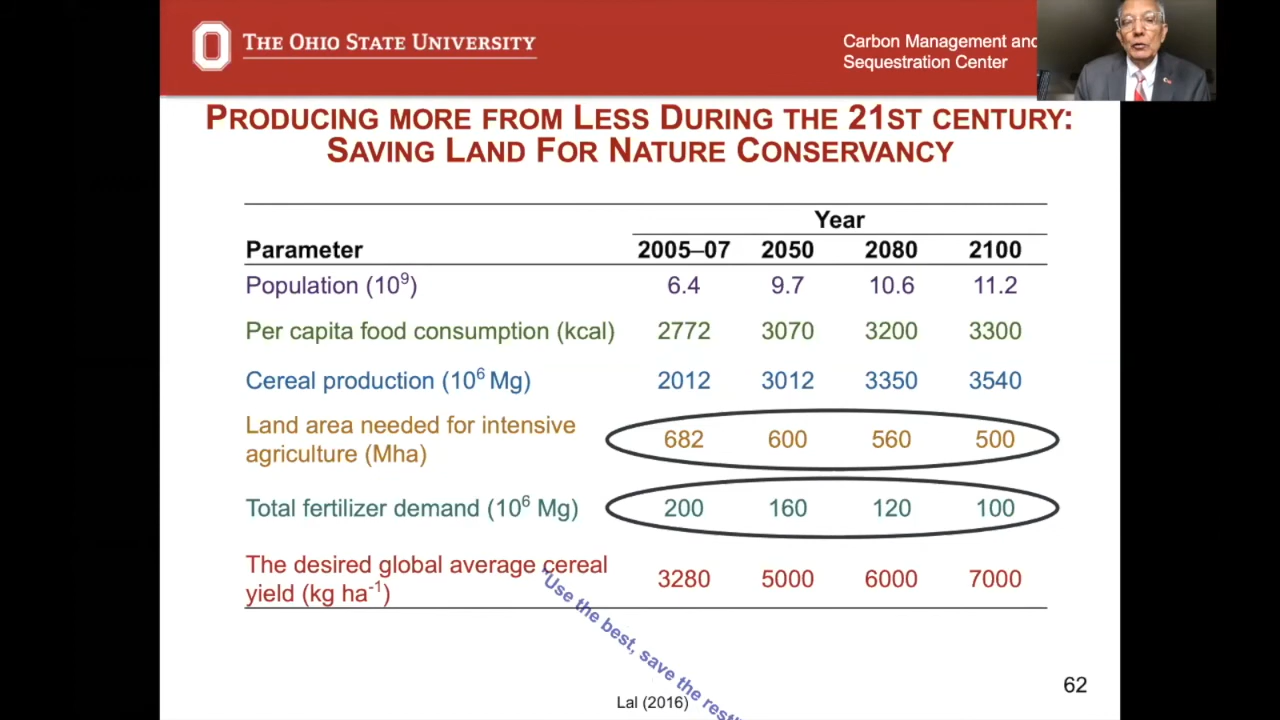 THE OHIO STATE UNIVERSITY
Carbon Management and
Sequestration Center
PRODUCING MORE FROM LESS DURING THE 21ST CENTURY:
SAVING LAND FOR NATURE CONSERVANCY
Year
Parameter 2005–07 2050 2080 2100
Population (10⁹) 6.4 9.7 10.6 11.2
Per capita food consumption (kcal) 2772 3070 3200 3300
Cereal production (10⁶ Mg) 2012 3012 3350 3540
Land area needed for intensive
agriculture (Mha) 682 600 560 500
Total fertilizer demand (10⁶ Mg) 200 160 120 100
The desired global average cereal
yield (kg ha⁻¹) 3280 5000 6000 7000
"Use the best, save the rest"
Lal (2016)
62